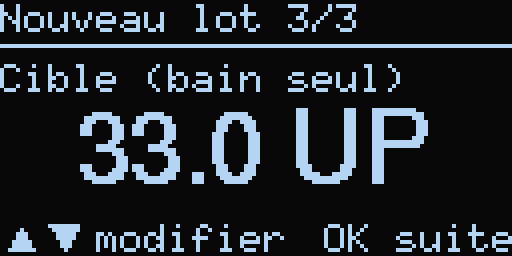 Nouveau lot 3/3
Cible (bain seul)
33.0 UP
▲▼ modifier OK suite